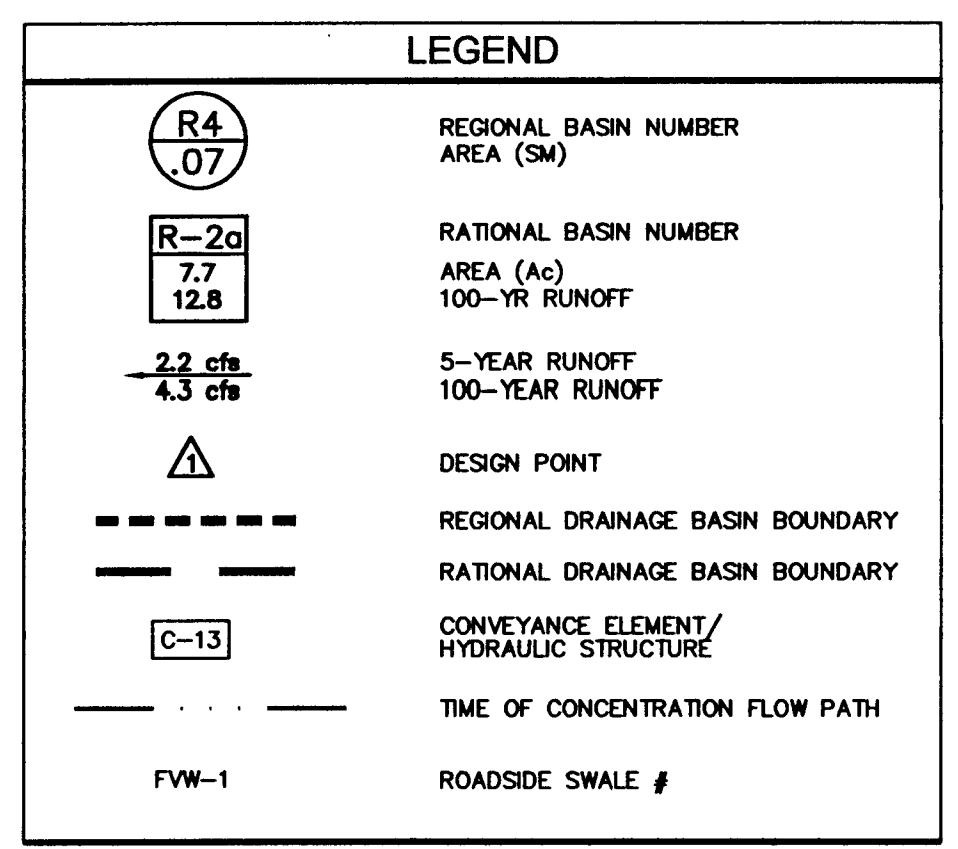 LEGEND
R4
.07
REGIONAL BASIN NUMBER
AREA (SM)
R-2a
7.7
12.8
RATIONAL BASIN NUMBER
AREA (Ac)
100-YR RUNOFF
2.2 cfs
4.3 cfs
5-YEAR RUNOFF
100-YEAR RUNOFF
1
DESIGN POINT
REGIONAL DRAINAGE BASIN BOUNDARY
RATIONAL DRAINAGE BASIN BOUNDARY
C-13
CONVEYANCE ELEMENT/
HYDRAULIC STRUCTURE
TIME OF CONCENTRATION FLOW PATH
FVW-1
ROADSIDE SWALE #